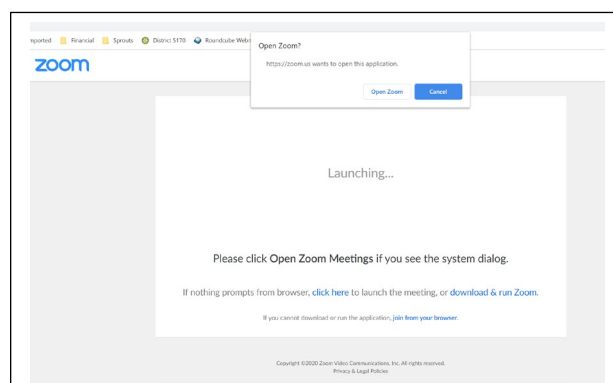 mported Financial Sprouts District 5170 Roundcube Webm
Open Zoom?
https://zoom.us wants to open this application.
Open Zoom Cancel
zoom
Launching...
Please click Open Zoom Meetings if you see the system dialog.
If nothing prompts from browser, click here to launch the meeting, or download & run Zoom.
If you cannot download or run the application, join from your browser.
Copyright ©2020 Zoom Video Communications, Inc. All rights reserved.
Privacy & Legal Policies